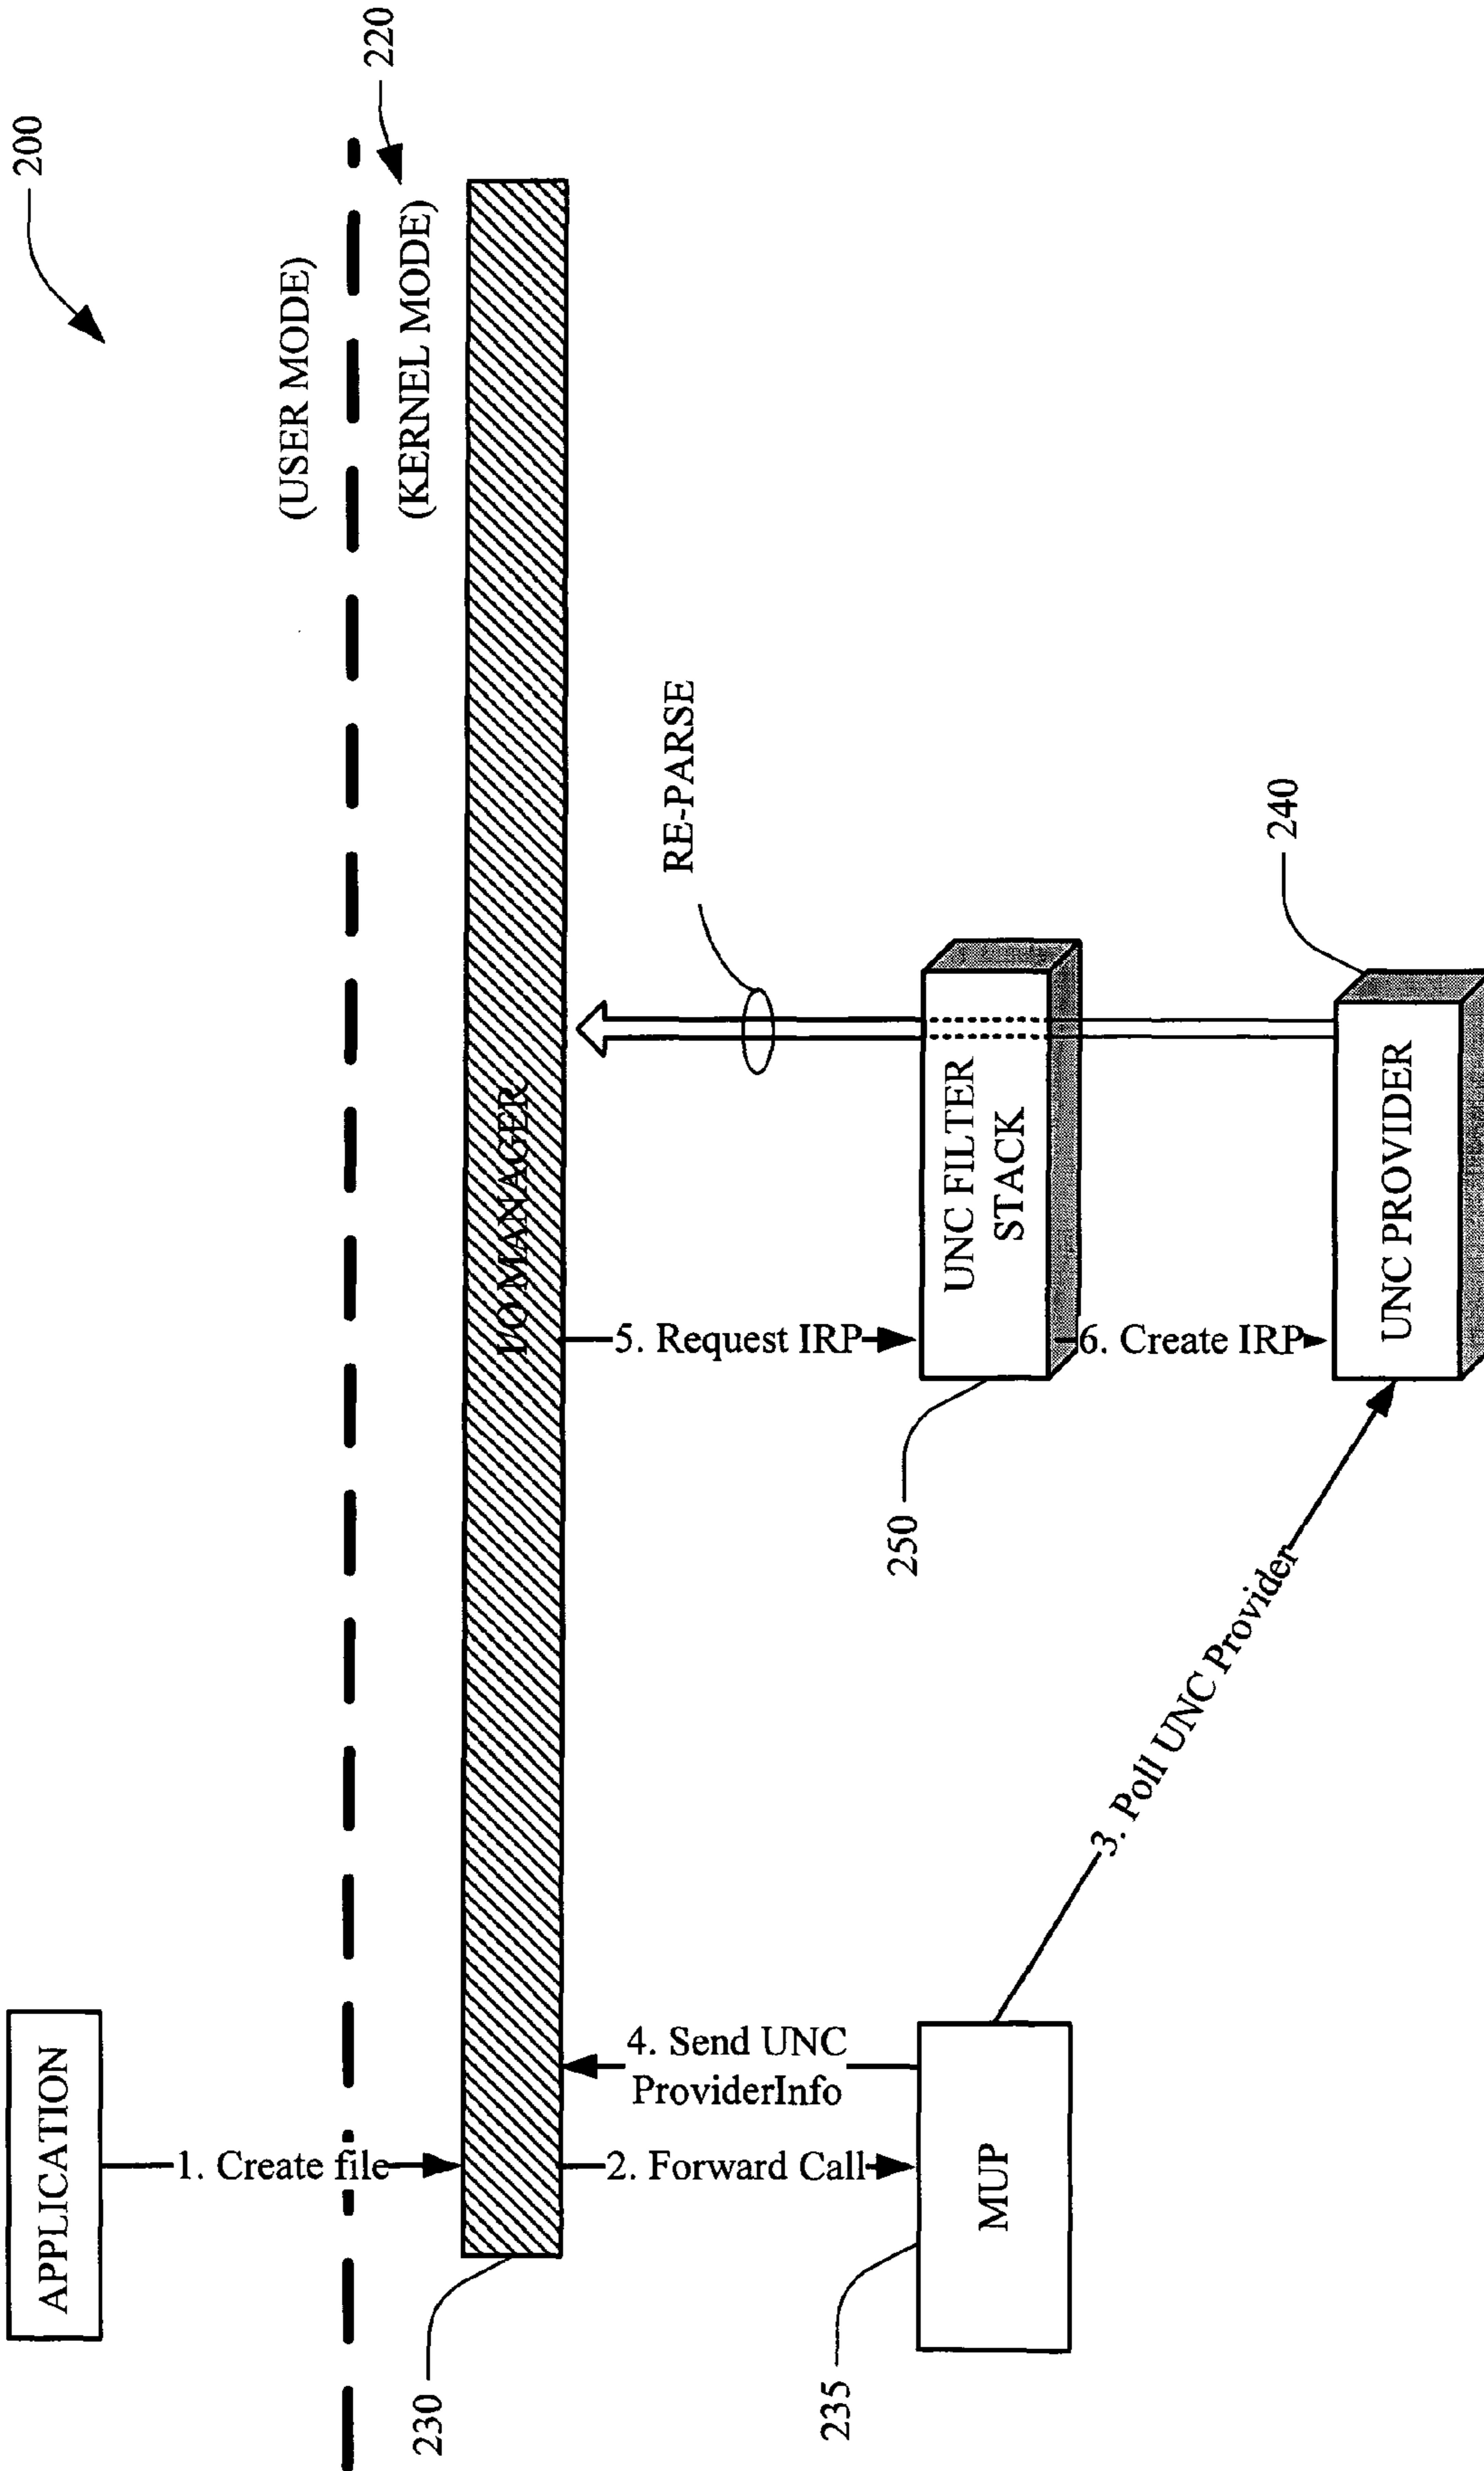 200
220
(USER MODE)
(KERNEL MODE)
APPLICATION
1. Create file
I/O MANAGER
230
2. Forward Call
4. Send UNC
ProviderInfo
MUP
235
3. Poll UNC Provider
5. Request IRP
UNC FILTER
STACK
250
6. Create IRP
UNC PROVIDER
240
RE-PARSE